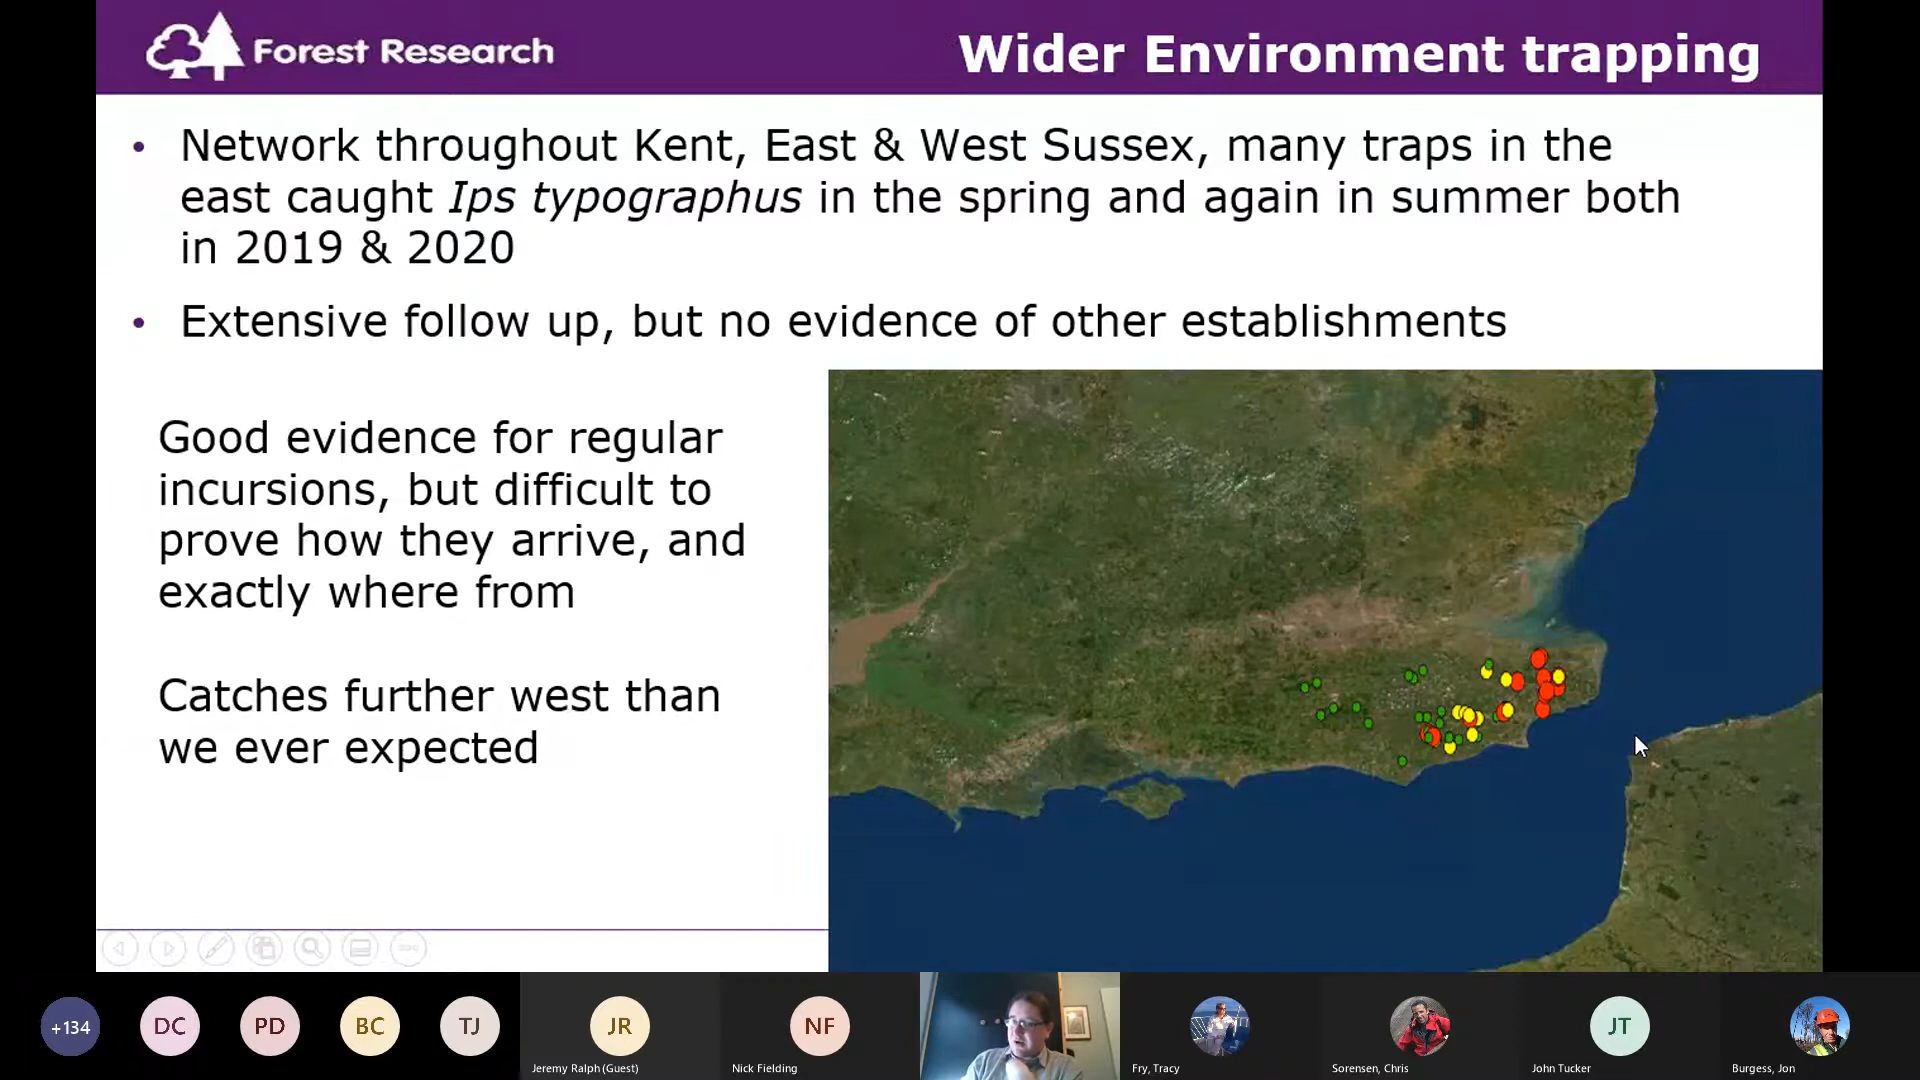 Forest Research
Wider Environment trapping
• Network throughout Kent, East & West Sussex, many traps in the
east caught Ips typographus in the spring and again in summer both
in 2019 & 2020
• Extensive follow up, but no evidence of other establishments
Good evidence for regular
incursions, but difficult to
prove how they arrive, and
exactly where from
Catches further west than
we ever expected
+134
DC
PD
BC
TJ
JR
Jeremy Ralph (Guest)
NF
Nick Fielding
Fry, Tracy
Sorensen, Chris
JT
John Tucker
Burgess, Jon